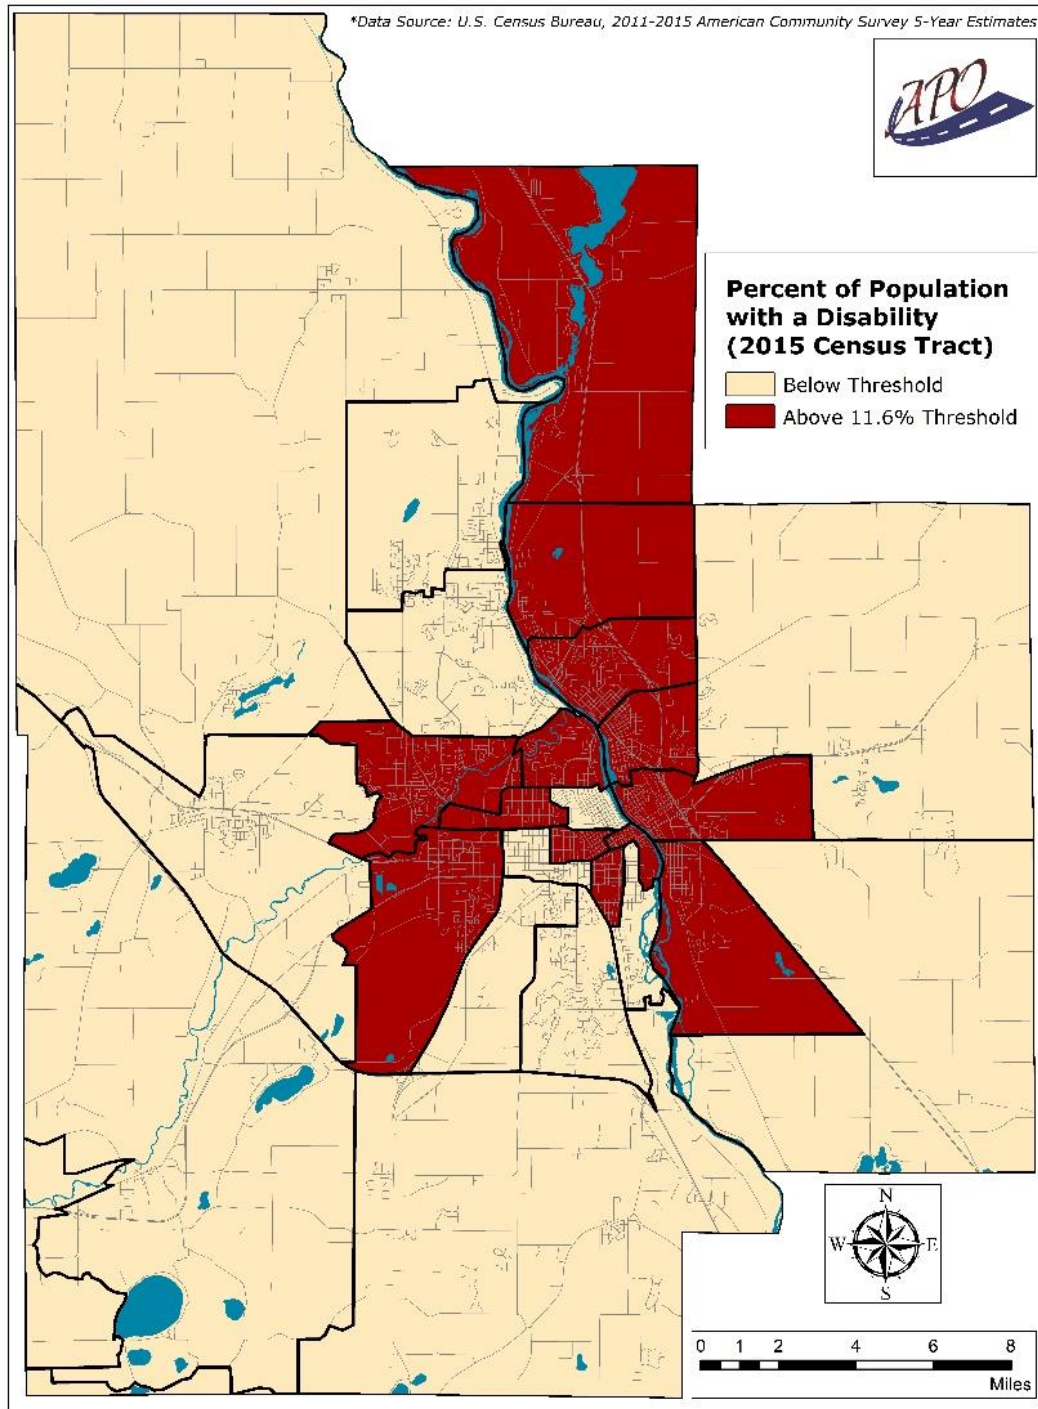 *Data Source: U.S. Census Bureau, 2011-2015 American Community Survey 5-Year Estimates
APO
Percent of Population
with a Disability
(2015 Census Tract)
Below Threshold
Above 11.6% Threshold
N
W E
S
0 1 2 4 6 8
Miles